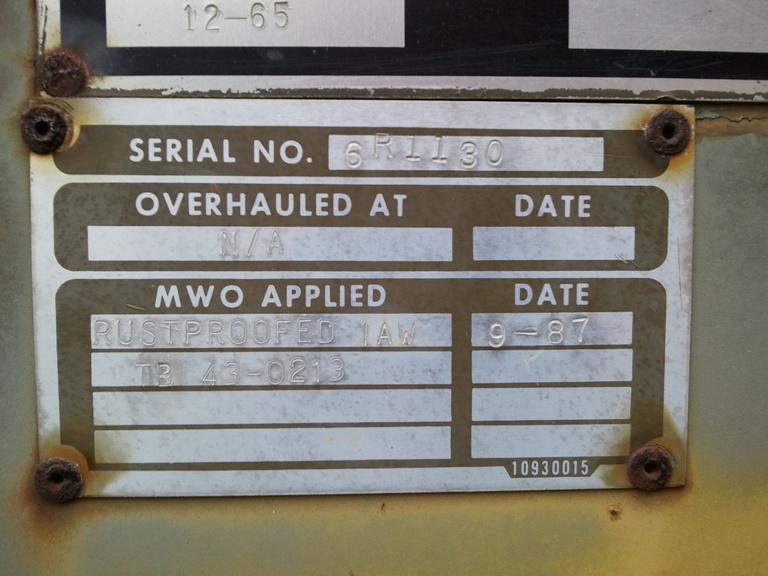 12-65
SERIAL NO. 6R1130
OVERHAULED AT DATE
N/A
MWO APPLIED DATE
RUSTPROOFED IAW 9-87
TB 43-0213
10930015